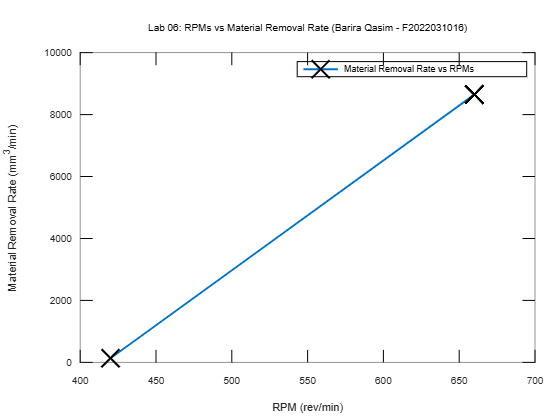 Lab 06: RPMs vs Material Removal Rate (Barira Qasim - F2022031016)
10000
Material Removal Rate vs RPMs
8000
6000
4000
2000
0
Material Removal Rate (mm³/min)
400 450 500 550 600 650 700
RPM (rev/min)